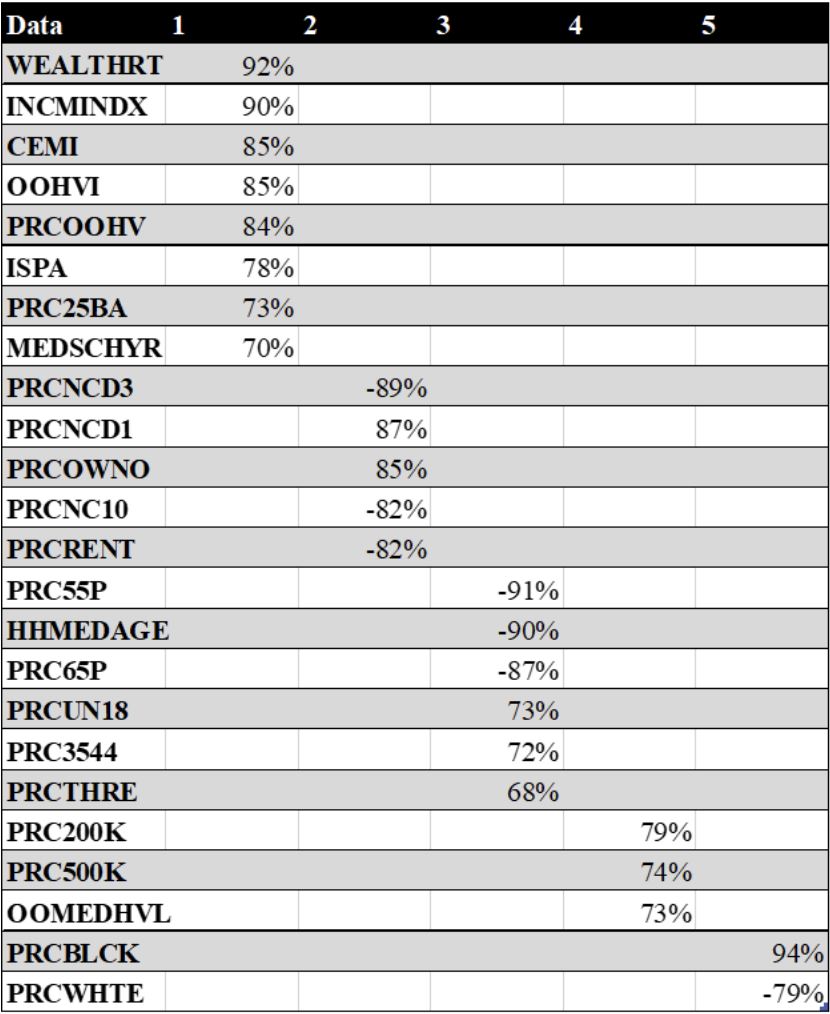 Data 1 2 3 4 5
WEALTHRT 92%
INCMINDX 90%
CEMI 85%
OOHVI 85%
PRCOOHV 84%
ISPA 78%
PRC25BA 73%
MEDSCHYR 70%
PRCNCD3 -89%
PRCNCD1 87%
PRCOWNO 85%
PRCNC10 -82%
PRCRENT -82%
PRC55P -91%
HHMEDAGE -90%
PRC65P -87%
PRCUN18 73%
PRC3544 72%
PRCTHRE 68%
PRC200K 79%
PRC500K 74%
OOMEDHVL 73%
PRCBLCK 94%
PRCWHTE -79%